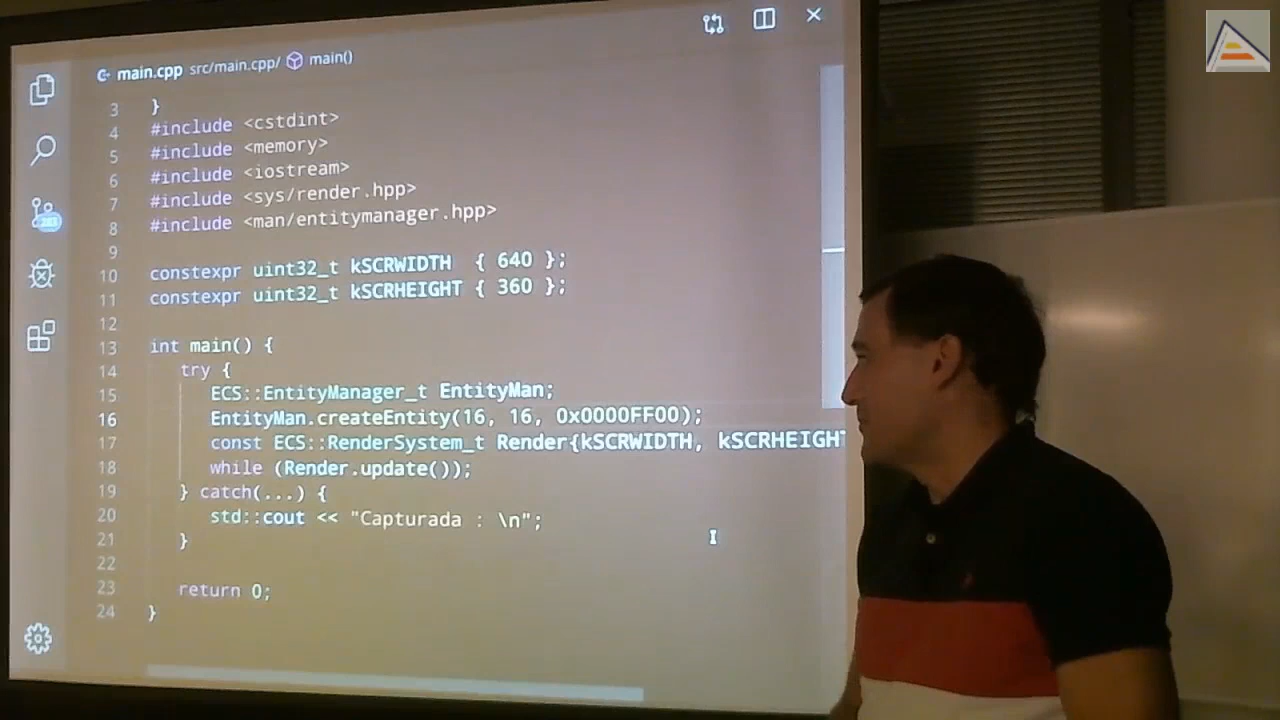 main.cpp src/main.cpp/ main()
3 }
4 #include <cstdint>
5 #include <memory>
6 #include <iostream>
7 #include <sys/render.hpp>
8 #include <man/entitymanager.hpp>
9
10 constexpr uint32_t kSCRWIDTH  { 640 };
11 constexpr uint32_t kSCRHEIGHT { 360 };
12
13 int main() {
14 try {
15 ECS::EntityManager_t EntityMan;
16 EntityMan.createEntity(16, 16, 0x0000FF00);
17 const ECS::RenderSystem_t Render{kSCRWIDTH, kSCRHEIGHT
18 while (Render.update());
19 } catch(...) {
20 std::cout << "Capturada : \n";
21 }
22
23 return 0;
24 }